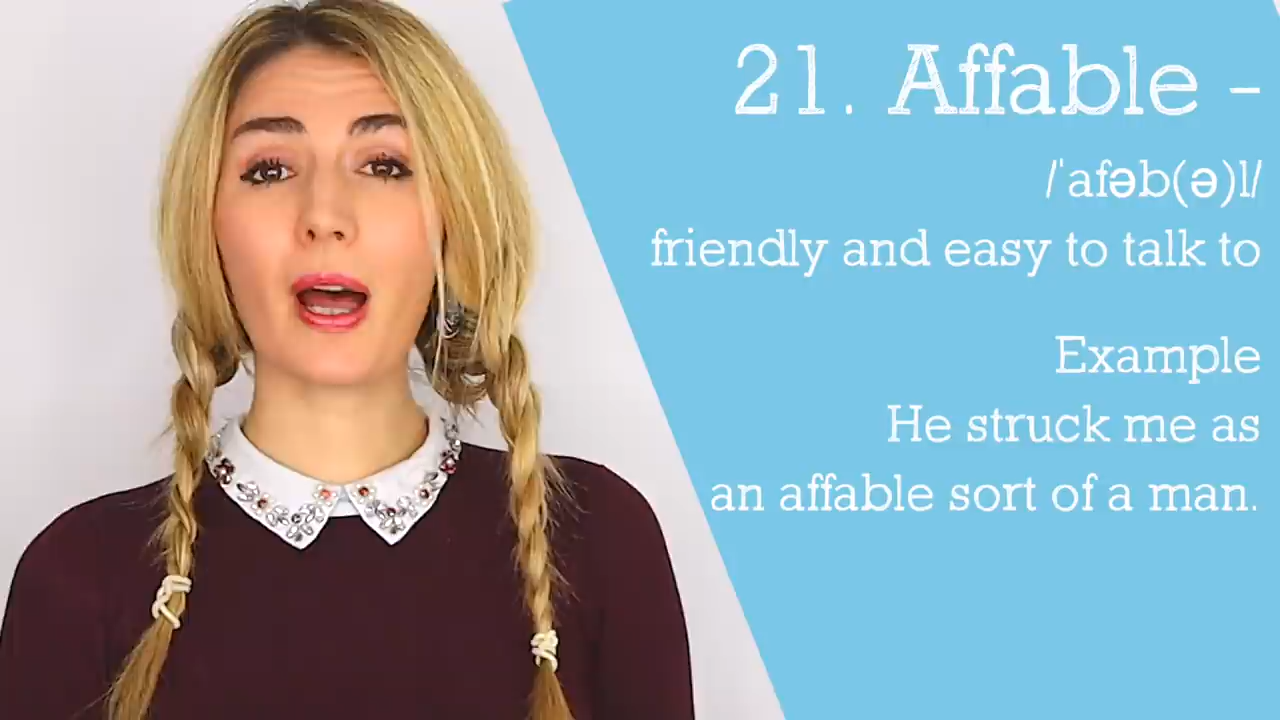 21. Affable -
/ˈafəb(ə)l/
friendly and easy to talk to
Example
He struck me as
an affable sort of a man.